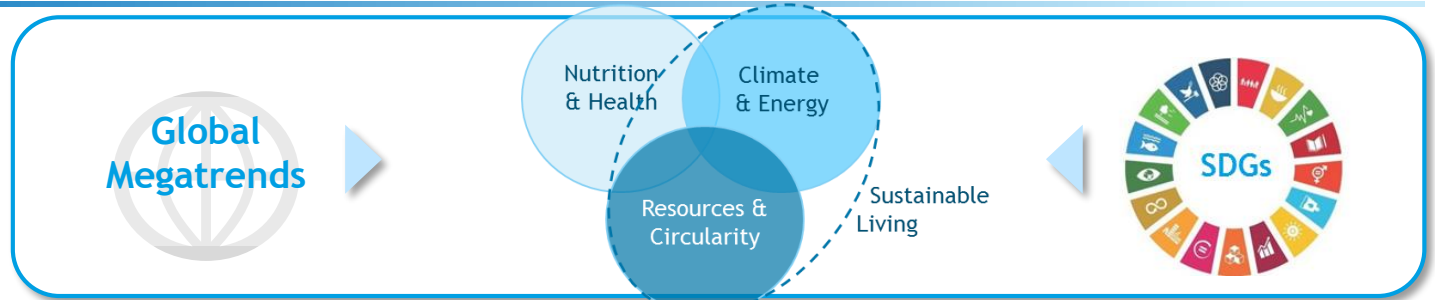 Global
Megatrends
Nutrition
& Health
Climate
& Energy
Resources &
Circularity
Sustainable
Living
SDGs